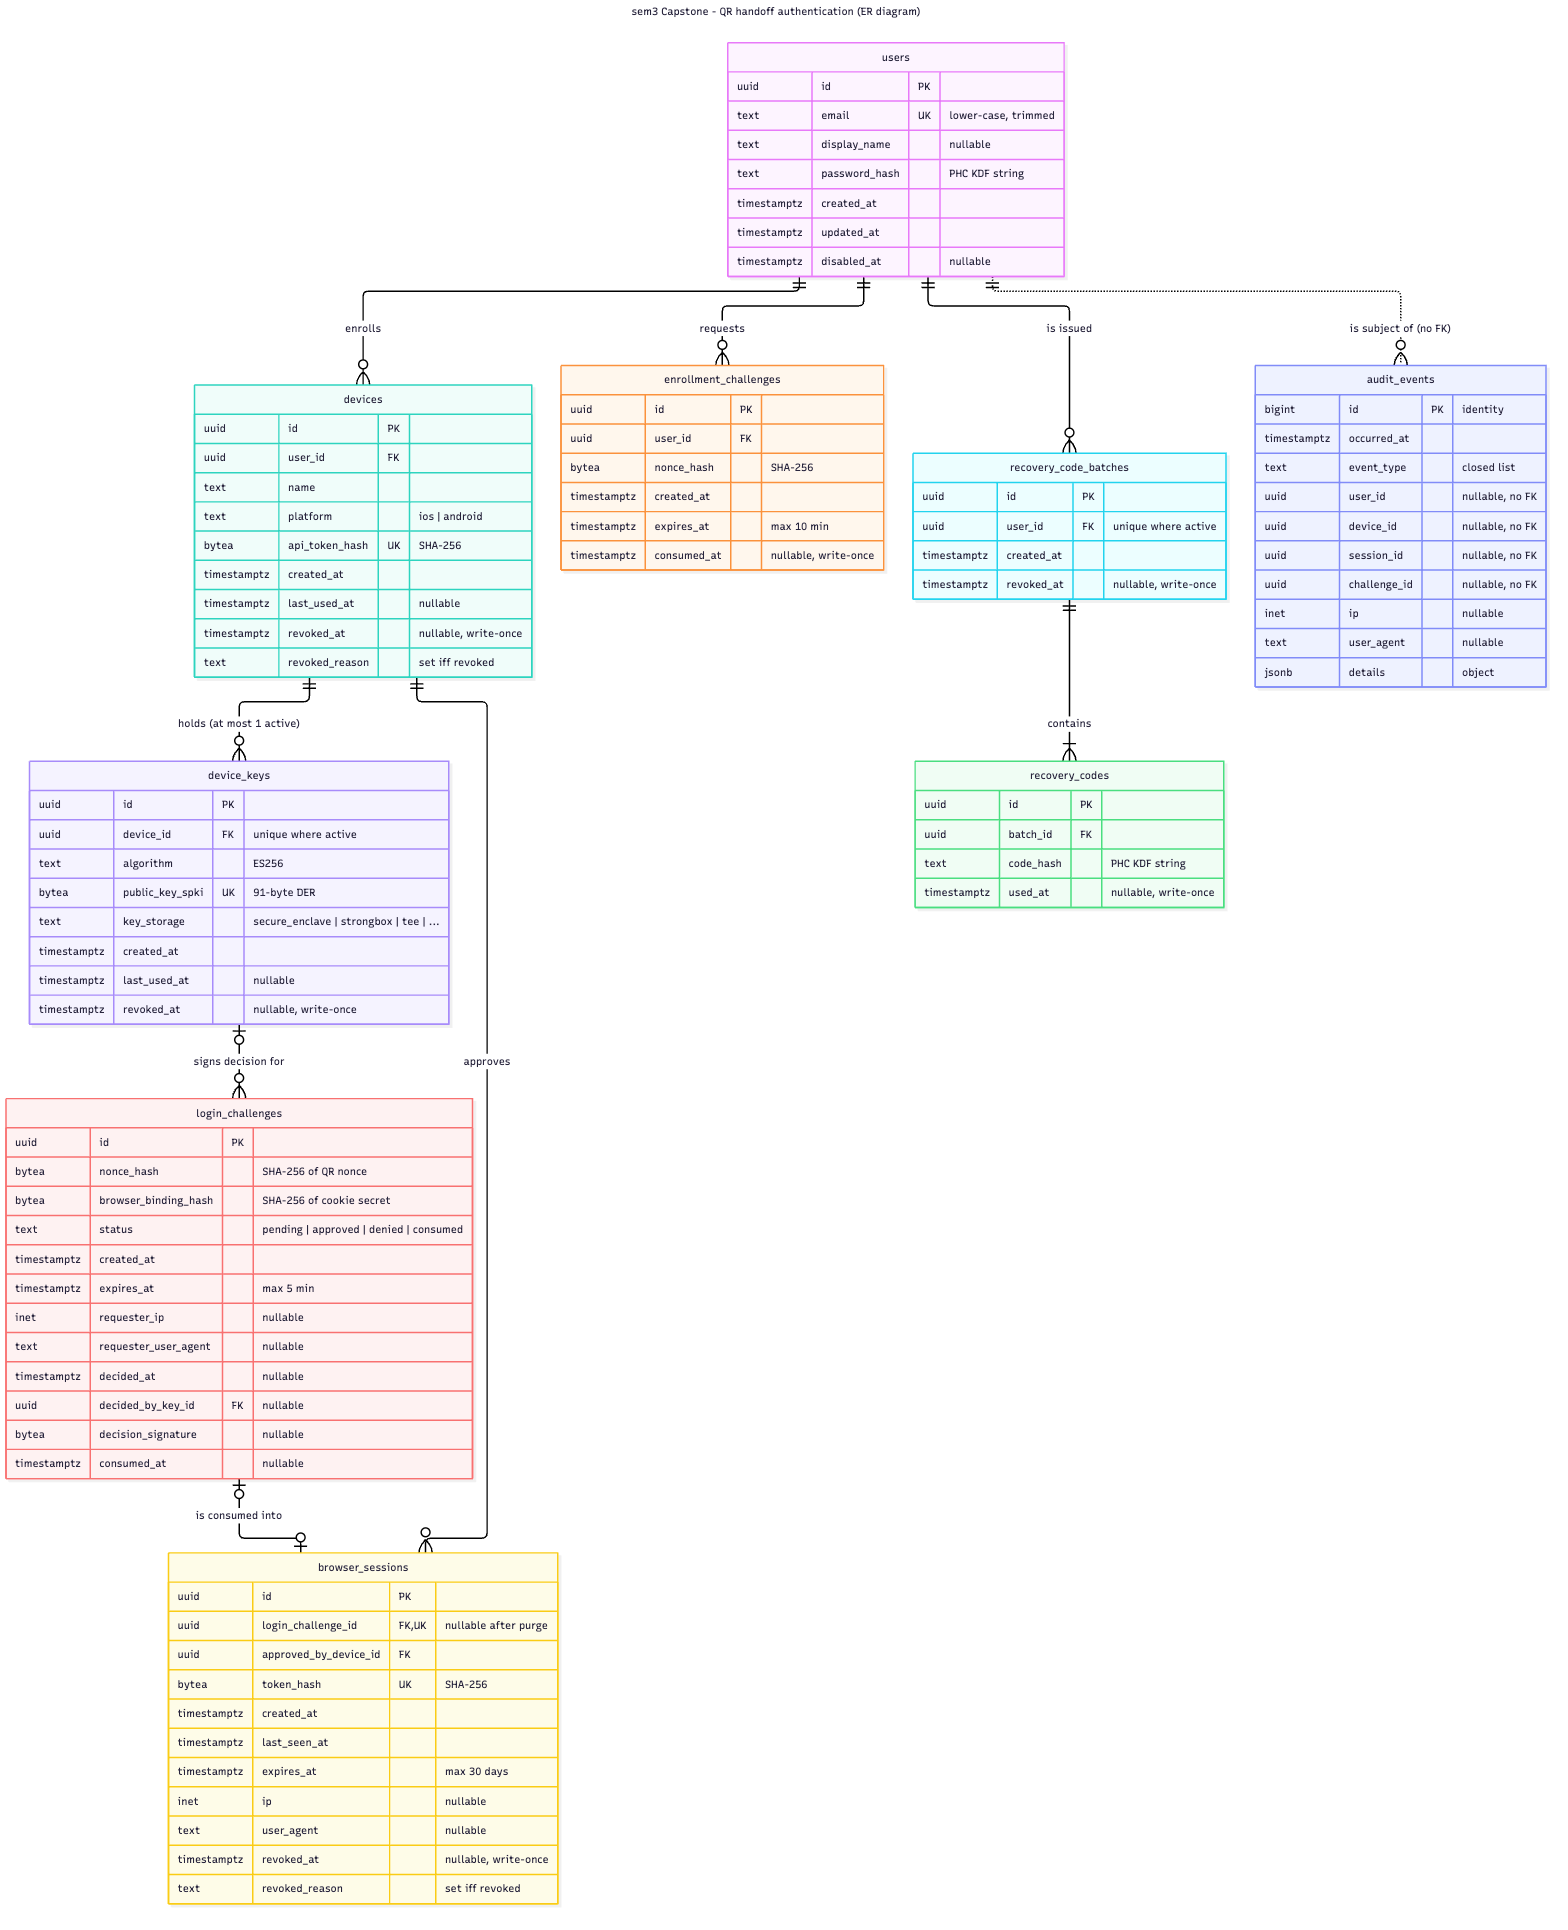 sem3 Capstone - QR handoff authentication (ER diagram)
users
uuid id PK
text email UK lower-case, trimmed
text display_name nullable
text password_hash PHC KDF string
timestamptz created_at
timestamptz updated_at
timestamptz disabled_at nullable
enrolls
requests
is issued
is subject of (no FK)
devices
uuid id PK
uuid user_id FK
text name
text platform ios | android
bytea api_token_hash UK SHA-256
timestamptz created_at
timestamptz last_used_at nullable
timestamptz revoked_at nullable, write-once
text revoked_reason set iff revoked
enrollment_challenges
uuid id PK
uuid user_id FK
bytea nonce_hash SHA-256
timestamptz created_at
timestamptz expires_at max 10 min
timestamptz consumed_at nullable, write-once
recovery_code_batches
uuid id PK
uuid user_id FK unique where active
timestamptz created_at
timestamptz revoked_at nullable, write-once
audit_events
bigint id PK identity
timestamptz occurred_at
text event_type closed list
uuid user_id nullable, no FK
uuid device_id nullable, no FK
uuid session_id nullable, no FK
uuid challenge_id nullable, no FK
inet ip nullable
text user_agent nullable
jsonb details object
holds (at most 1 active)
contains
device_keys
uuid id PK
uuid device_id FK unique where active
text algorithm ES256
bytea public_key_spki UK 91-byte DER
text key_storage secure_enclave | strongbox | tee | ...
timestamptz created_at
timestamptz last_used_at nullable
timestamptz revoked_at nullable, write-once
recovery_codes
uuid id PK
uuid batch_id FK
text code_hash PHC KDF string
timestamptz used_at nullable, write-once
signs decision for
approves
login_challenges
uuid id PK
bytea nonce_hash SHA-256 of QR nonce
bytea browser_binding_hash SHA-256 of cookie secret
text status pending | approved | denied | consumed
timestamptz created_at
timestamptz expires_at max 5 min
inet requester_ip nullable
text requester_user_agent nullable
timestamptz decided_at nullable
uuid decided_by_key_id FK nullable
bytea decision_signature nullable
timestamptz consumed_at nullable
is consumed into
browser_sessions
uuid id PK
uuid login_challenge_id FK,UK nullable after purge
uuid approved_by_device_id FK
bytea token_hash UK SHA-256
timestamptz created_at
timestamptz last_seen_at
timestamptz expires_at max 30 days
inet ip nullable
text user_agent nullable
timestamptz revoked_at nullable, write-once
text revoked_reason set iff revoked